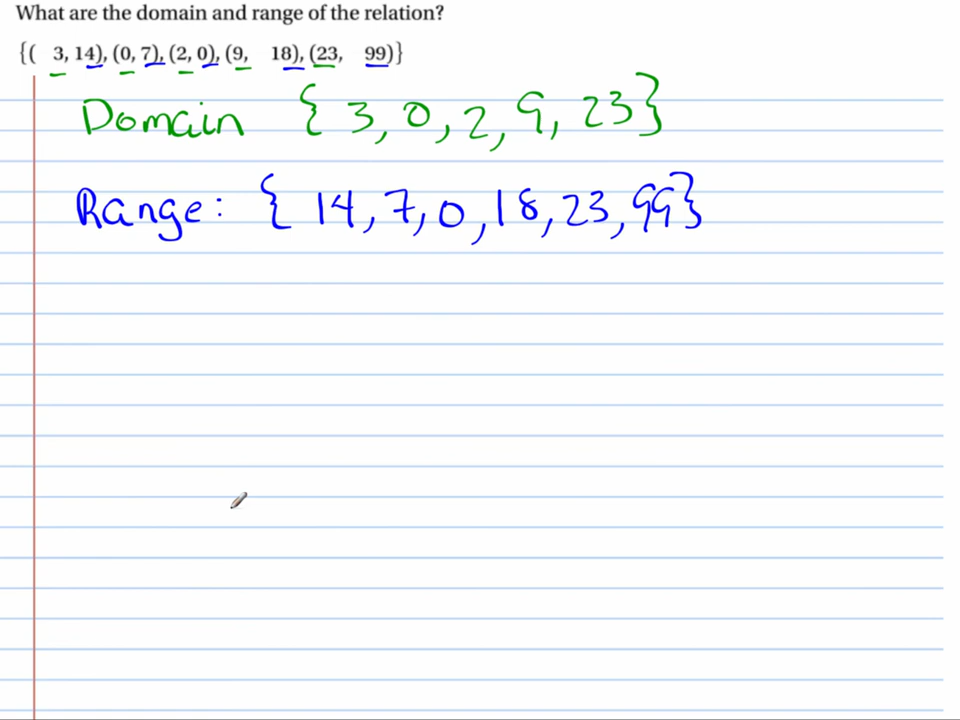 What are the domain and range of the relation?
{( 3, 14), (0, 7), (2, 0), (9, 18), (23, 99)}
Domain { 3, 0, 2, 9, 23}
Range: { 14, 7, 0, 18, 23, 99}